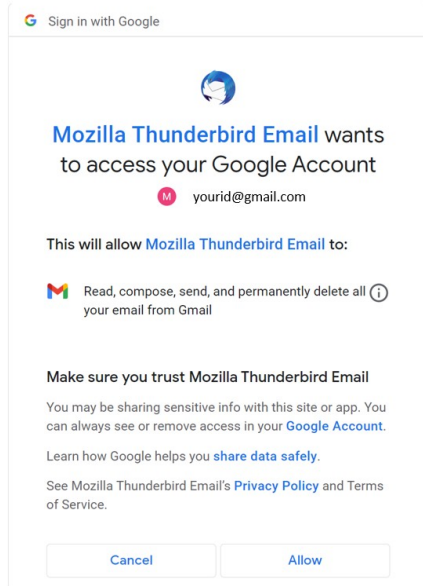 Sign in with Google
Mozilla Thunderbird Email wants
to access your Google Account
M yourid@gmail.com
This will allow Mozilla Thunderbird Email to:
Read, compose, send, and permanently delete all
your email from Gmail
Make sure you trust Mozilla Thunderbird Email
You may be sharing sensitive info with this site or app. You
can always see or remove access in your Google Account.
Learn how Google helps you share data safely.
See Mozilla Thunderbird Email's Privacy Policy and Terms
of Service.
Cancel Allow